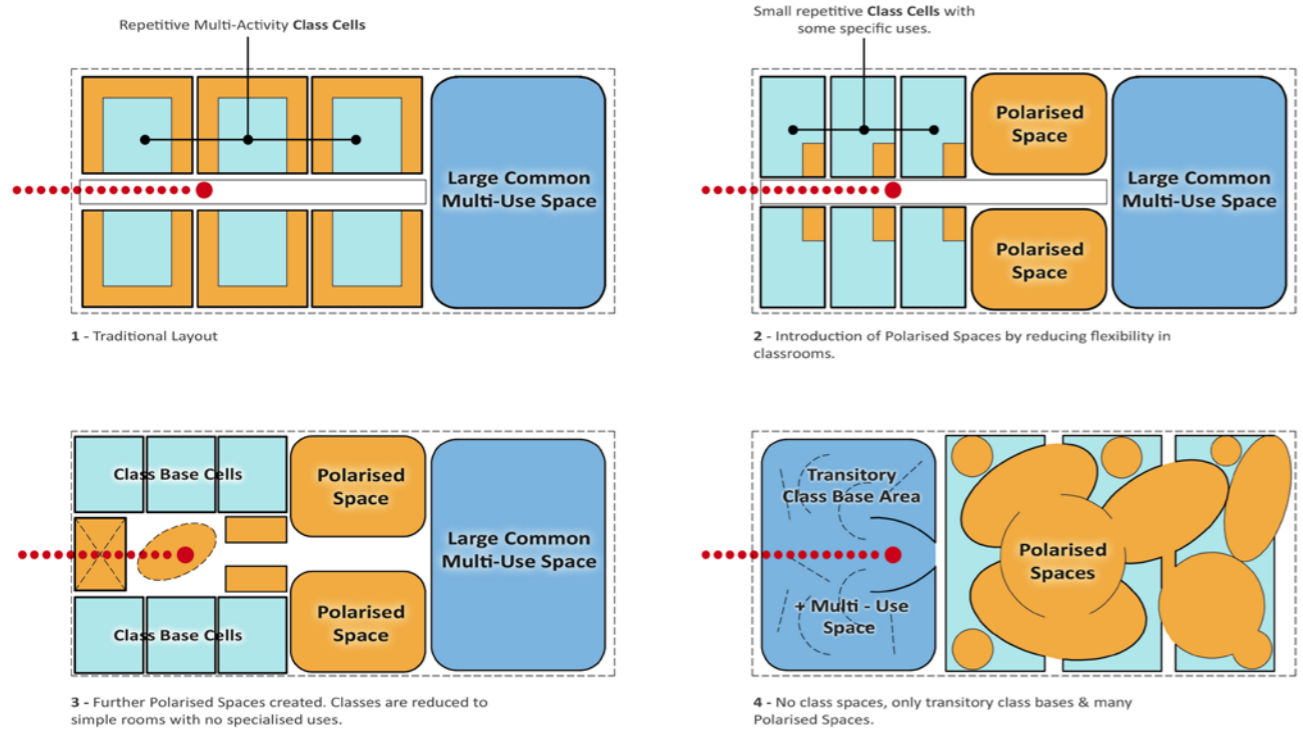 Repetitive Multi-Activity Class Cells
Large Common
Multi-Use Space
1 - Traditional Layout
Small repetitive Class Cells with
some specific uses.
Polarised
Space
Polarised
Space
Large Common
Multi-Use Space
2 - Introduction of Polarised Spaces by reducing flexibility in
classrooms.
Class Base Cells
Class Base Cells
Polarised
Space
Polarised
Space
Large Common
Multi-Use Space
3 - Further Polarised Spaces created. Classes are reduced to
simple rooms with no specialised uses.
Transitory
Class Base Area
+ Multi - Use
Space
Polarised
Spaces
4 - No class spaces, only transitory class bases & many
Polarised Spaces.